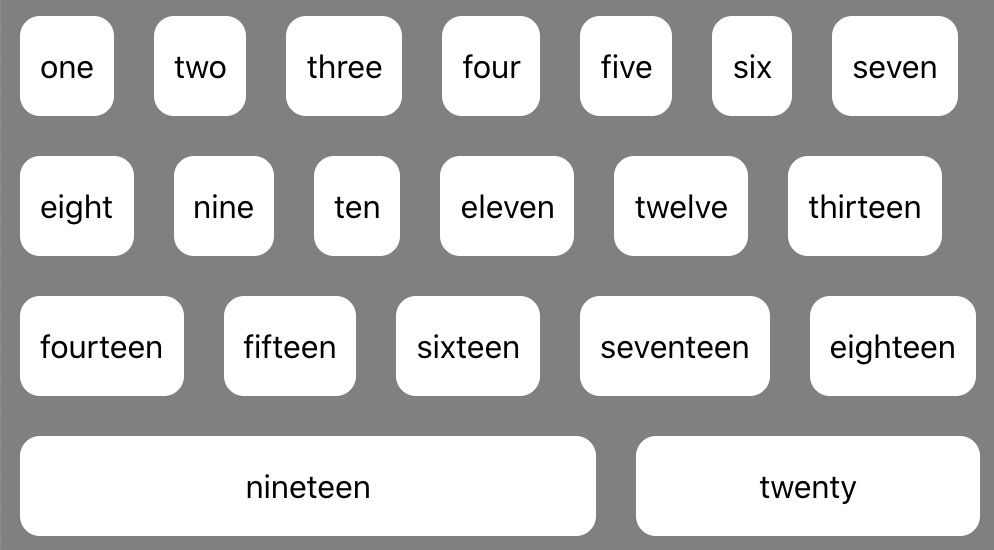 one two three four five six seven
eight nine ten eleven twelve thirteen
fourteen fifteen sixteen seventeen eighteen
nineteen twenty